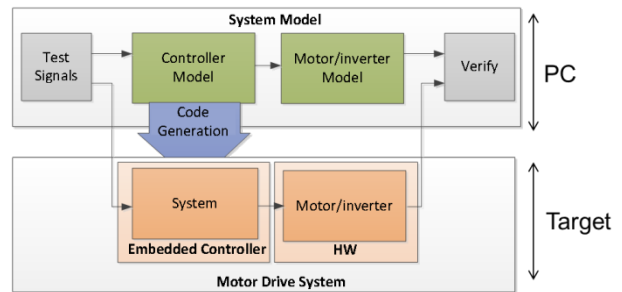 System Model
Test
Signals
Controller
Model
Motor/inverter
Model
Verify
PC
Code
Generation
System
Motor/inverter
Embedded Controller
HW
Target
Motor Drive System